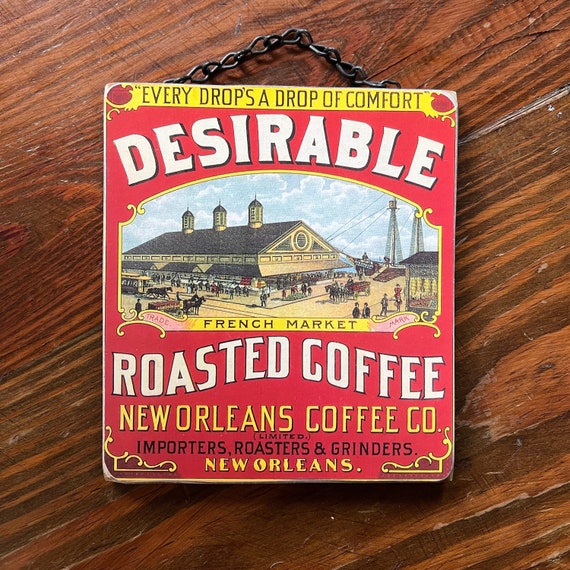 "EVERY DROP'S A DROP OF COMFORT"
DESIRABLE
TRADE FRENCH MARKET MARK
ROASTED COFFEE
NEW ORLEANS COFFEE CO.
(LIMITED.)
IMPORTERS, ROASTERS & GRINDERS.
NEW ORLEANS.